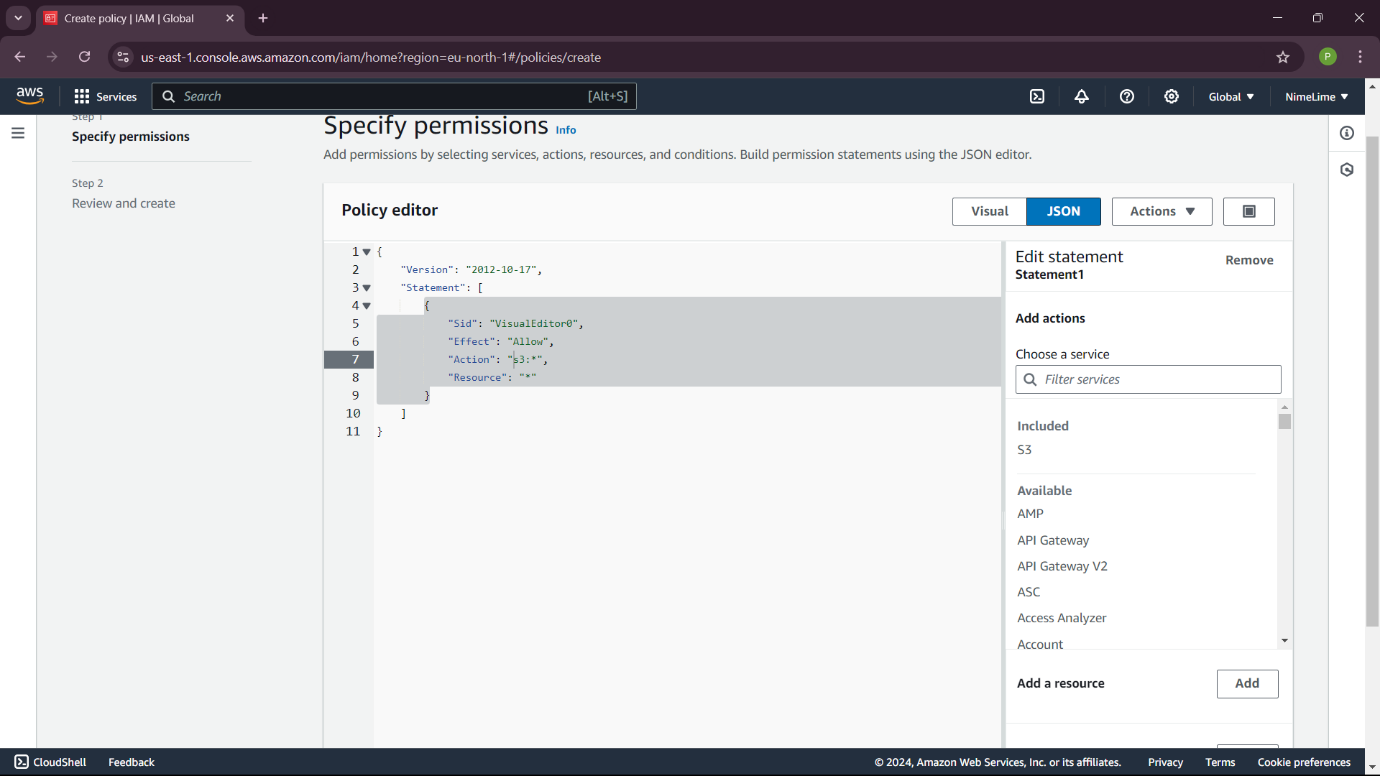 Create policy | IAM | Global
us-east-1.console.aws.amazon.com/iam/home?region=eu-north-1#/policies/create
P
aws
Services
Search
[Alt+S]
Global
NimeLime
Step 1
Specify permissions
Step 2
Review and create
Specify permissions Info
Add permissions by selecting services, actions, resources, and conditions. Build permission statements using the JSON editor.
Policy editor
Visual
JSON
Actions
1 {
2 "Version": "2012-10-17",
3 "Statement": [
4 {
5 "Sid": "VisualEditor0",
6 "Effect": "Allow",
7 "Action": "s3:*",
8 "Resource": "*"
9 }
10 ]
11 }
Edit statement
Statement1
Remove
Add actions
Choose a service
Filter services
Included
S3
Available
AMP
API Gateway
API Gateway V2
ASC
Access Analyzer
Account
Add a resource
Add
CloudShell
Feedback
© 2024, Amazon Web Services, Inc. or its affiliates.
Privacy
Terms
Cookie preferences